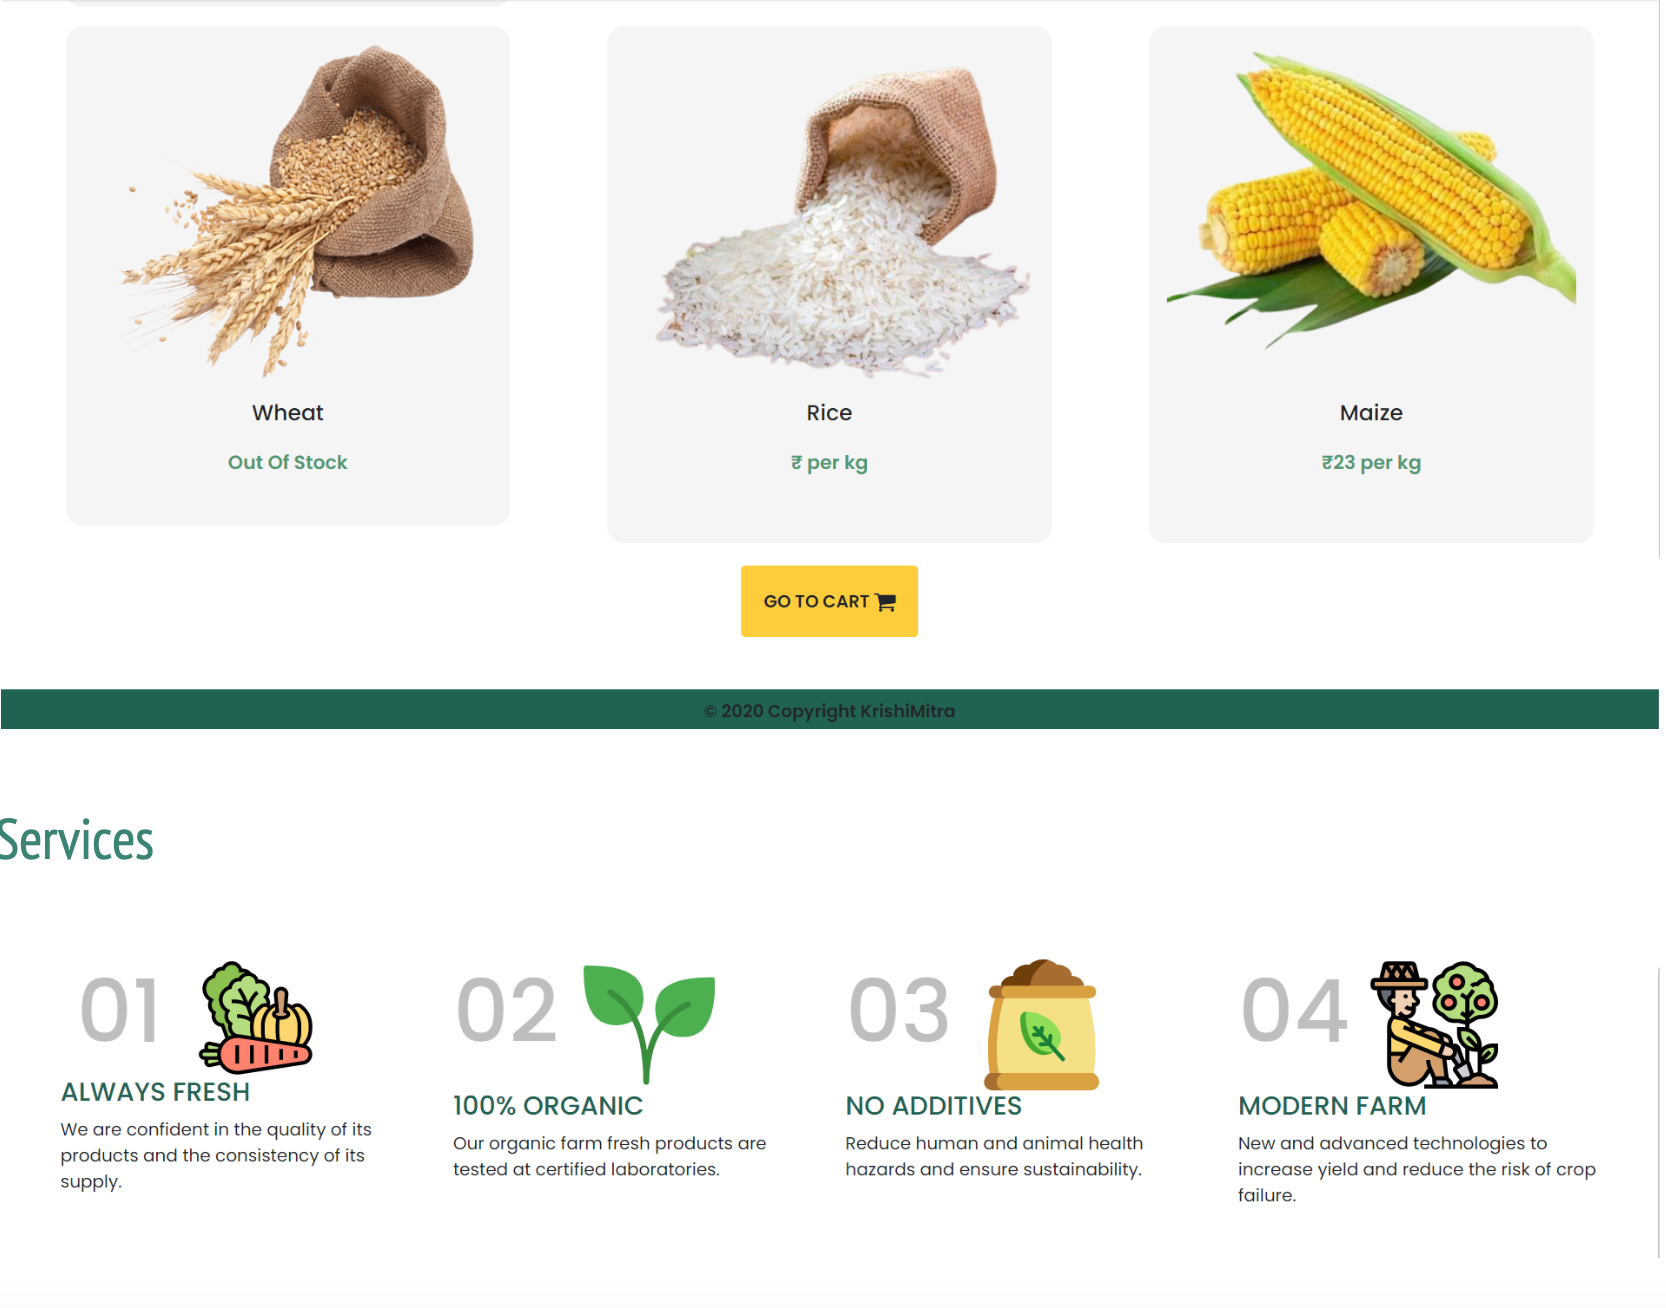 Wheat
Out Of Stock
Rice
₹ per kg
Maize
₹23 per kg
GO TO CART
© 2020 Copyright KrishiMitra
Services
01
ALWAYS FRESH
We are confident in the quality of its
products and the consistency of its
supply.
02
100% ORGANIC
Our organic farm fresh products are
tested at certified laboratories.
03
NO ADDITIVES
Reduce human and animal health
hazards and ensure sustainability.
04
MODERN FARM
New and advanced technologies to
increase yield and reduce the risk of crop
failure.